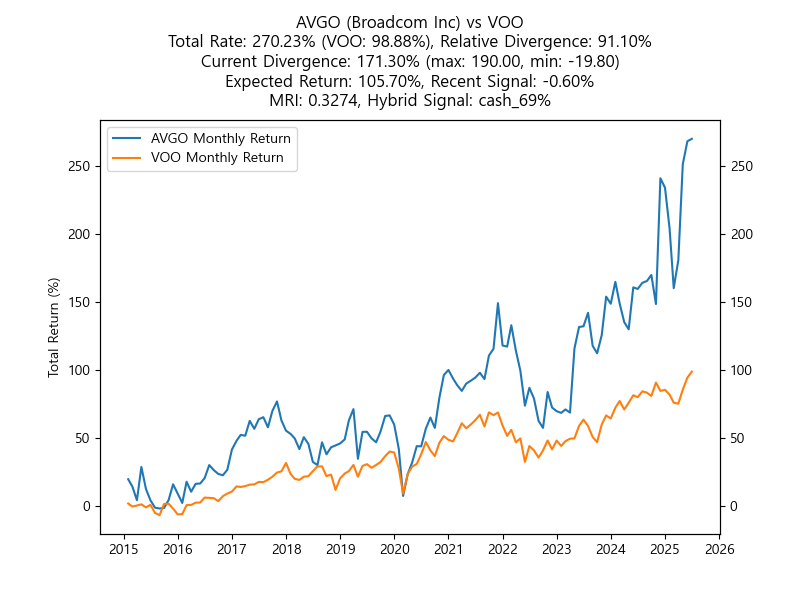 AVGO (Broadcom Inc) vs VOO
Total Rate: 270.23% (VOO: 98.88%), Relative Divergence: 91.10%
Current Divergence: 171.30% (max: 190.00, min: -19.80)
Expected Return: 105.70%, Recent Signal: -0.60%
MRI: 0.3274, Hybrid Signal: cash_69%
AVGO Monthly Return
VOO Monthly Return
Total Return (%)
250
200
150
100
50
0
250
200
150
100
50
0
2015 2016 2017 2018 2019 2020 2021 2022 2023 2024 2025 2026